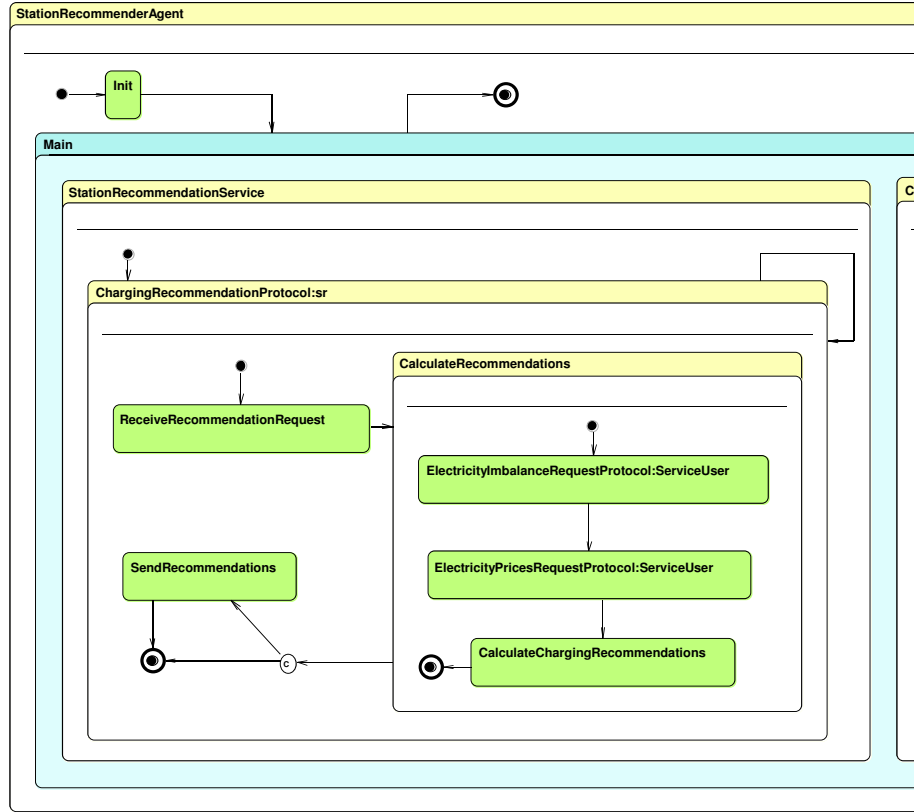 StationRecommenderAgent
Init
Main
StationRecommendationService
C
ChargingRecommendationProtocol:sr
CalculateRecommendations
ReceiveRecommendationRequest
ElectricityImbalanceRequestProtocol:ServiceUser
SendRecommendations
ElectricityPricesRequestProtocol:ServiceUser
CalculateChargingRecommendations
c